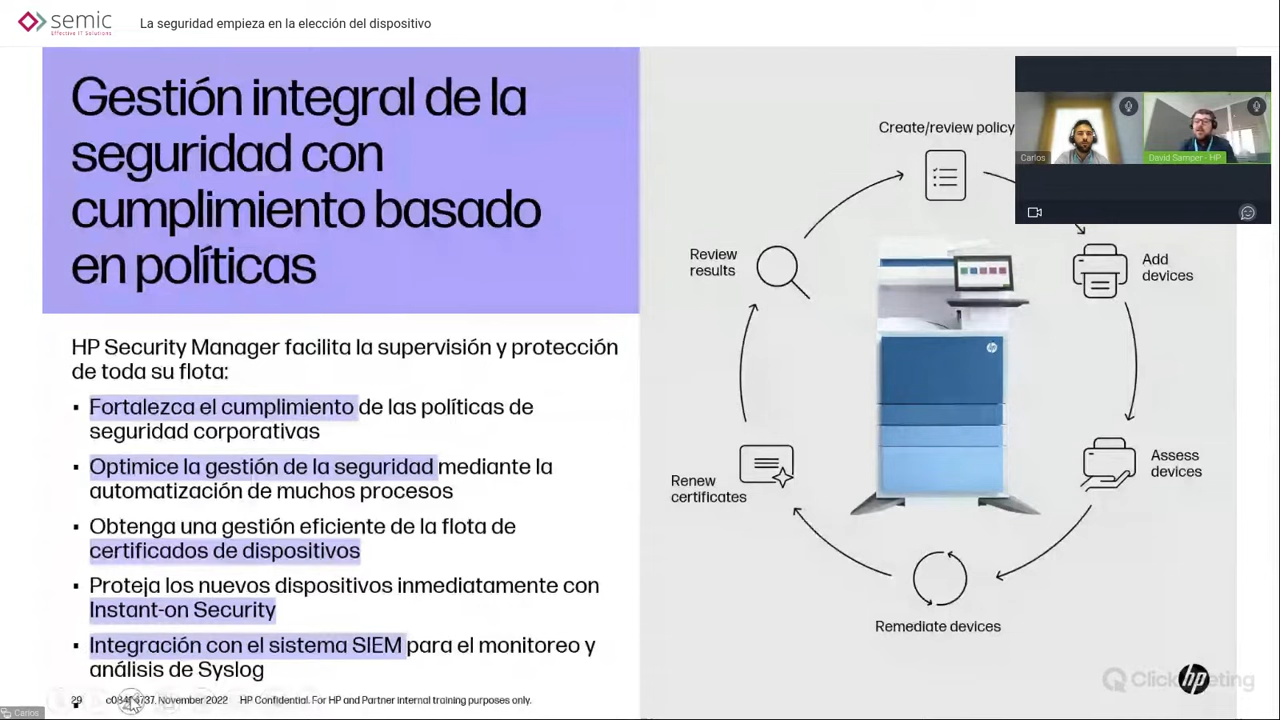 semic
Effective IT Solutions
La seguridad empieza en la elección del dispositivo
Gestión integral de la
seguridad con
cumplimiento basado
en políticas
HP Security Manager facilita la supervisión y protección
de toda su flota:
▪ Fortalezca el cumplimiento de las políticas de
seguridad corporativas
▪ Optimice la gestión de la seguridad mediante la
automatización de muchos procesos
▪ Obtenga una gestión eficiente de la flota de
certificados de dispositivos
▪ Proteja los nuevos dispositivos inmediatamente con
Instant-on Security
▪ Integración con el sistema SIEM para el monitoreo y
análisis de Syslog
29
November 2022
HP Confidential. For HP and Partner internal training purposes only.
Carlos
Create/review policy
Add
devices
Assess
devices
Remediate devices
Renew
certificates
Review
results
hp
Carlos
David Samper - HP
hp